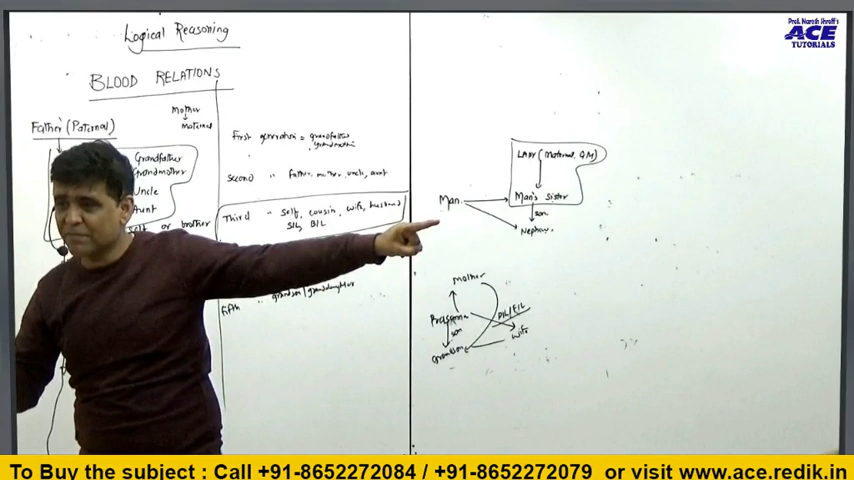 Logical Reasoning
BLOOD RELATIONS
Mother
maternal
Father (Paternal)
Grandfather
Grandmother
Uncle
Aunt
Self or brother
First generation = grandfather
grandmother
Second " father, mother, uncle, aunt
Third " self, cousin, wife, husband
SIL, BIL
Fifth " grandson / granddaughter
Lady (maternal GM)
Man
Man's Sister
son
Nephew
Mother
Prasanna
son
wife
Prof. Naresh Shroff's
ACE
TUTORIALS
To Buy the subject : Call +91-8652272084 / +91-8652272079 or visit www.ace.redik.in